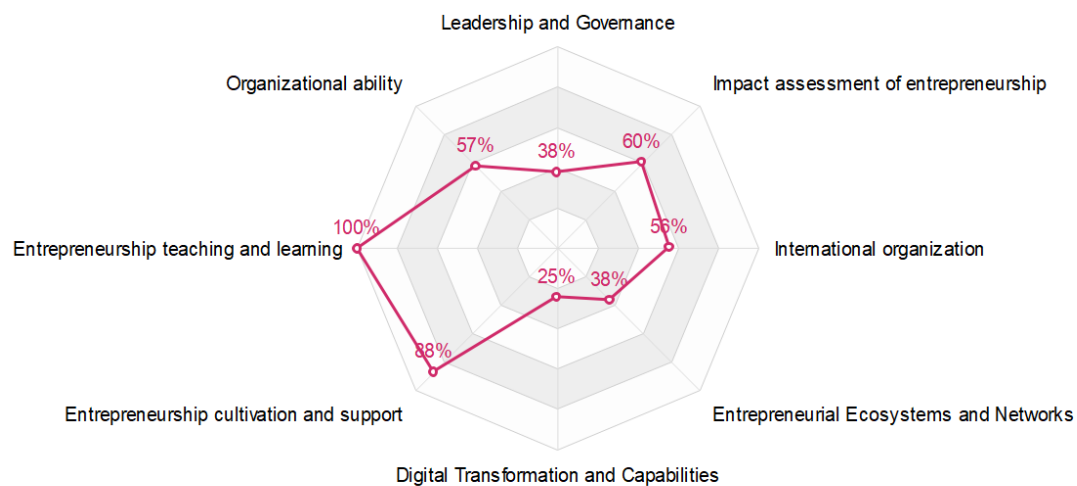 Leadership and Governance
Organizational ability
Impact assessment of entrepreneurship
57%
38%
60%
100%
56%
Entrepreneurship teaching and learning
International organization
25%
38%
88%
Entrepreneurship cultivation and support
Entrepreneurial Ecosystems and Networks
Digital Transformation and Capabilities